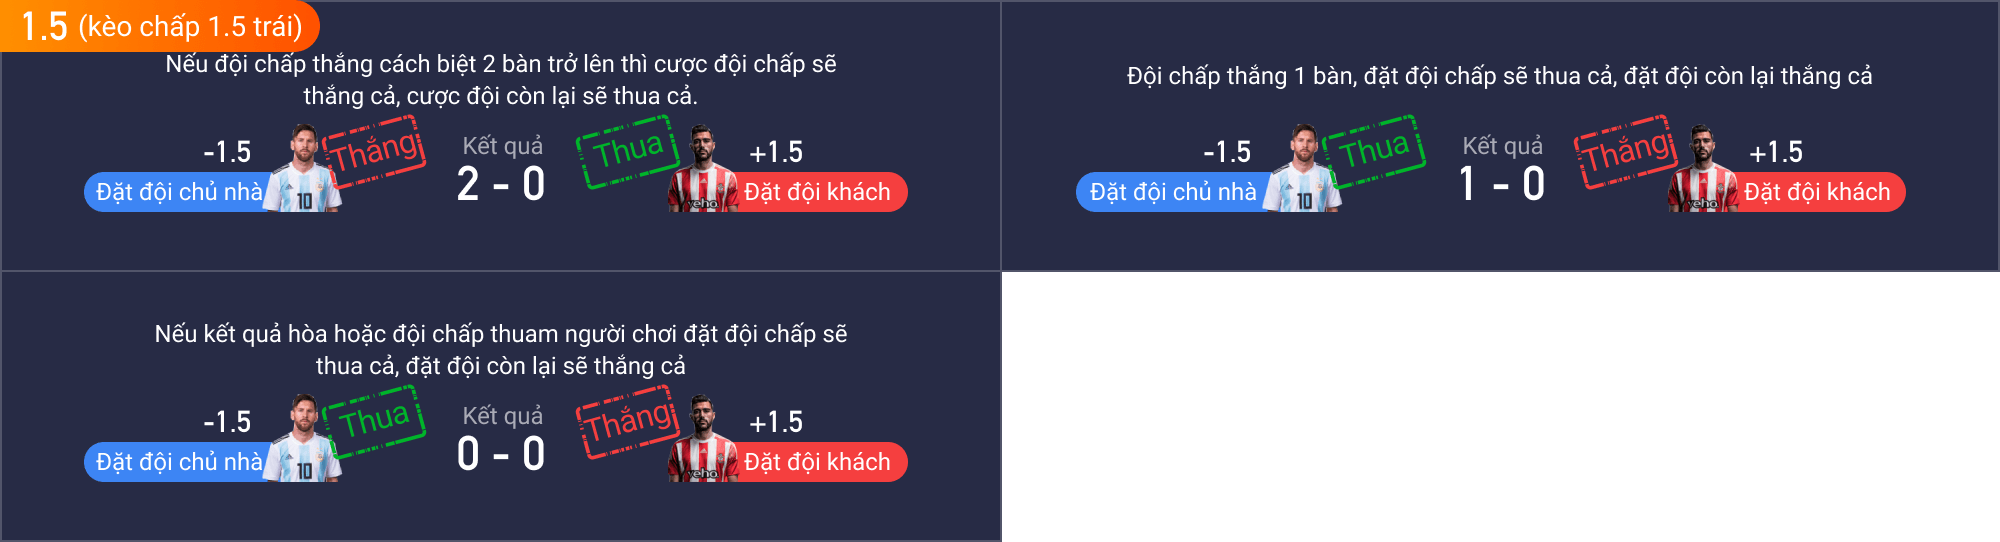 1.5 (kèo chấp 1.5 trái)
Nếu đội chấp thắng cách biệt 2 bàn trở lên thì cược đội chấp sẽ
thắng cả, cược đội còn lại sẽ thua cả.
-1.5
Thắng
Kết quả
Thua
+1.5
Đặt đội chủ nhà
10
2 - 0
veho
Đặt đội khách
Đội chấp thắng 1 bàn, đặt đội chấp sẽ thua cả, đặt đội còn lại thắng cả
-1.5
Thua
Kết quả
Thắng
+1.5
Đặt đội chủ nhà
10
1 - 0
veho
Đặt đội khách
Nếu kết quả hòa hoặc đội chấp thuam người chơi đặt đội chấp sẽ
thua cả, đặt đội còn lại sẽ thắng cả
-1.5
Thua
Kết quả
Thắng
+1.5
Đặt đội chủ nhà
10
0 - 0
veho
Đặt đội khách